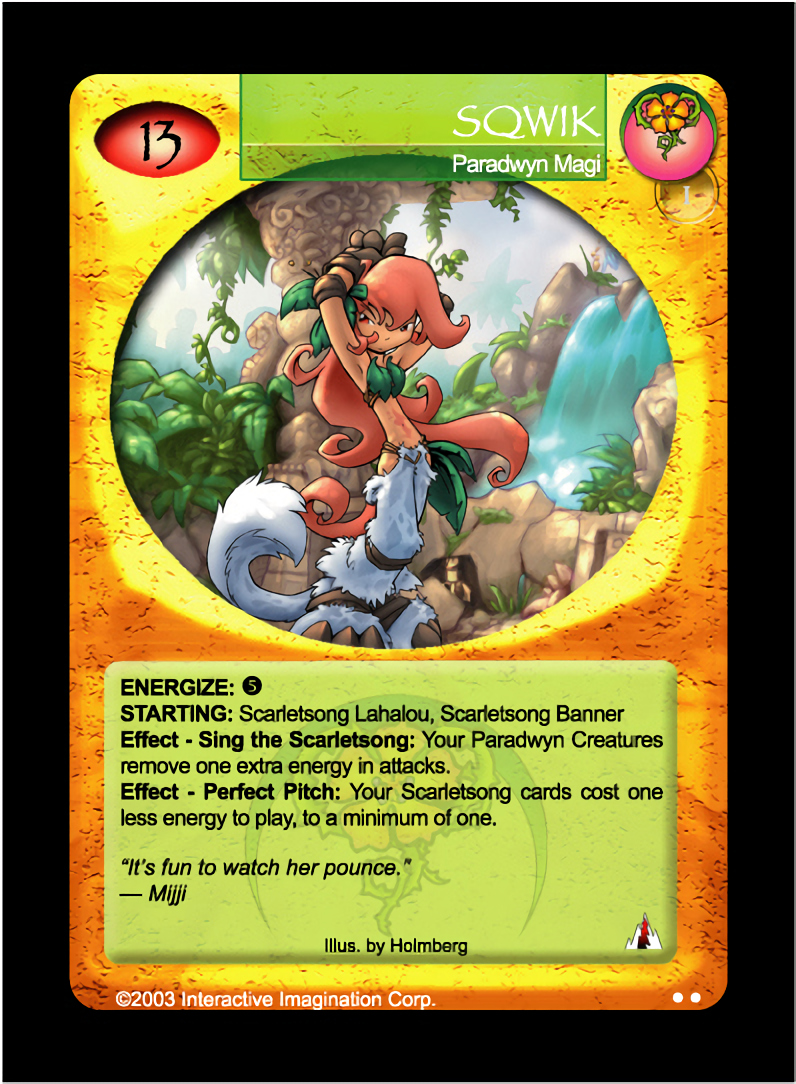 13
SQWIK
Paradwyn Magi
I
ENERGIZE: ❺
STARTING: Scarletsong Lahalou, Scarletsong Banner
Effect - Sing the Scarletsong: Your Paradwyn Creatures
remove one extra energy in attacks.
Effect - Perfect Pitch: Your Scarletsong cards cost one
less energy to play, to a minimum of one.
“It's fun to watch her pounce.”
— Mijji
Illus. by Holmberg
©2003 Interactive Imagination Corp.